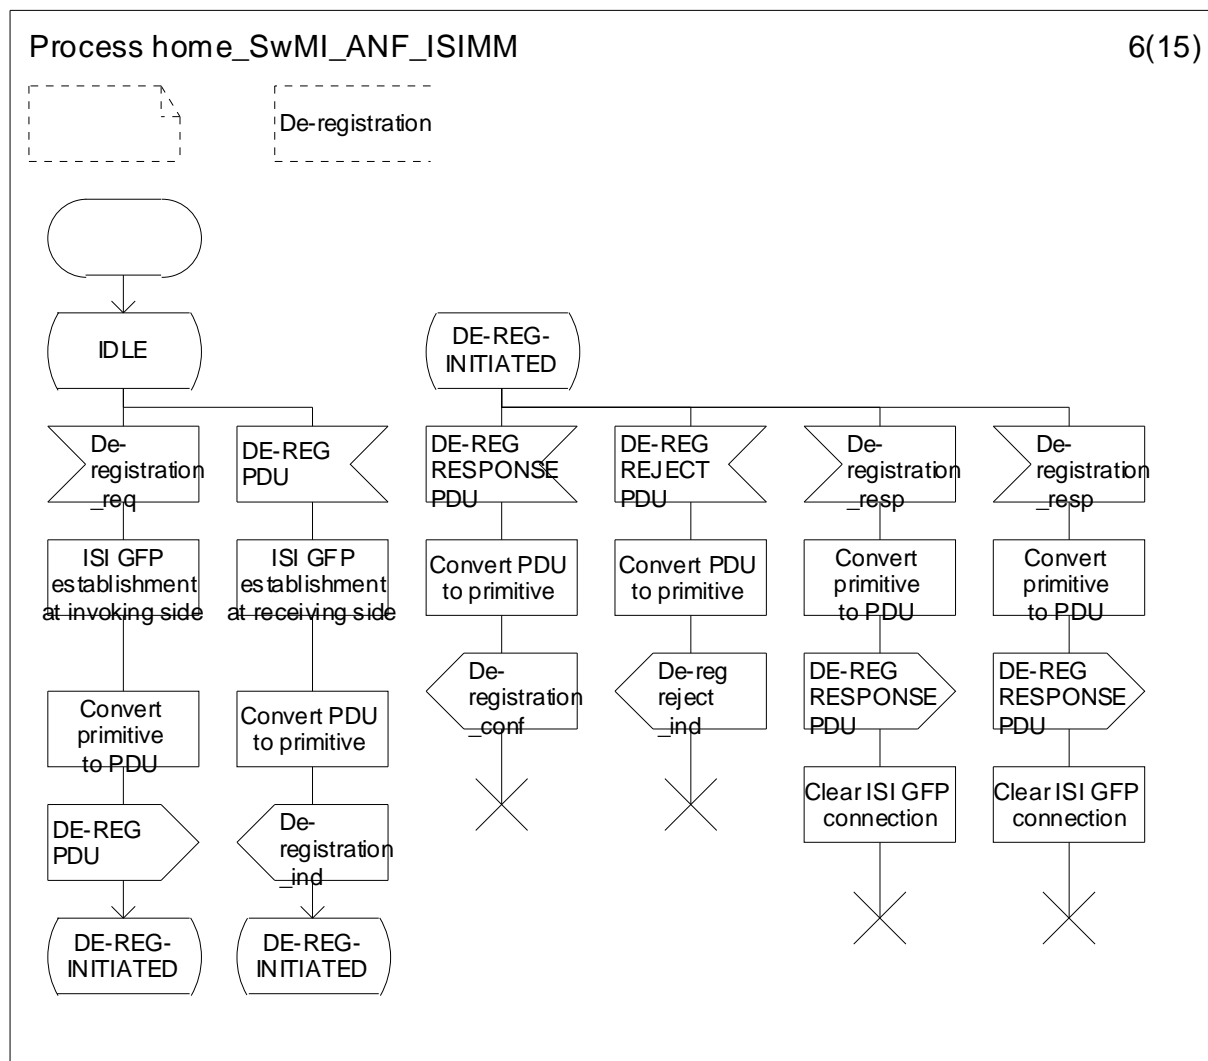 Process home_SwMI_ANF_ISIMM
6(15)
De-registration
IDLE
DE-REG-
INITIATED
De-
registration
_req
DE-REG
PDU
DE-REG
RESPONSE
PDU
DE-REG
REJECT
PDU
De-
registration
_resp
De-
registration
_resp
ISI GFP
establishment
at invoking side
ISI GFP
establishment
at receiving side
Convert PDU
to primitive
Convert PDU
to primitive
Convert
primitive
to PDU
Convert
primitive
to PDU
Convert
primitive
to PDU
Convert PDU
to primitive
De-
registration
_conf
De-reg
reject
_ind
DE-REG
RESPONSE
PDU
DE-REG
RESPONSE
PDU
DE-REG
PDU
De-
registration
_ind
Clear ISI GFP
connection
Clear ISI GFP
connection
DE-REG-
INITIATED
DE-REG-
INITIATED